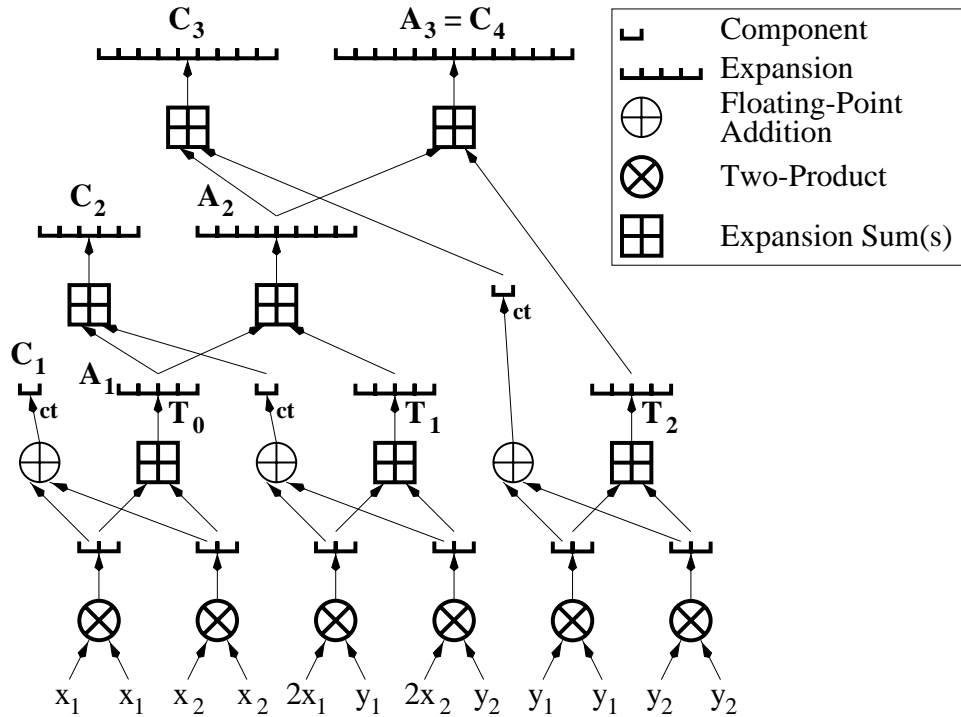 C₃
A₃ = C₄
Component
Expansion
Floating-Point
Addition
Two-Product
Expansion Sum(s)
C₂
A₂
ct
C₁
A₁
ct
T₀
ct
T₁
T₂
x₁ x₁ x₂ x₂ 2x₁ y₁ 2x₂ y₂ y₁ y₁ y₂ y₂